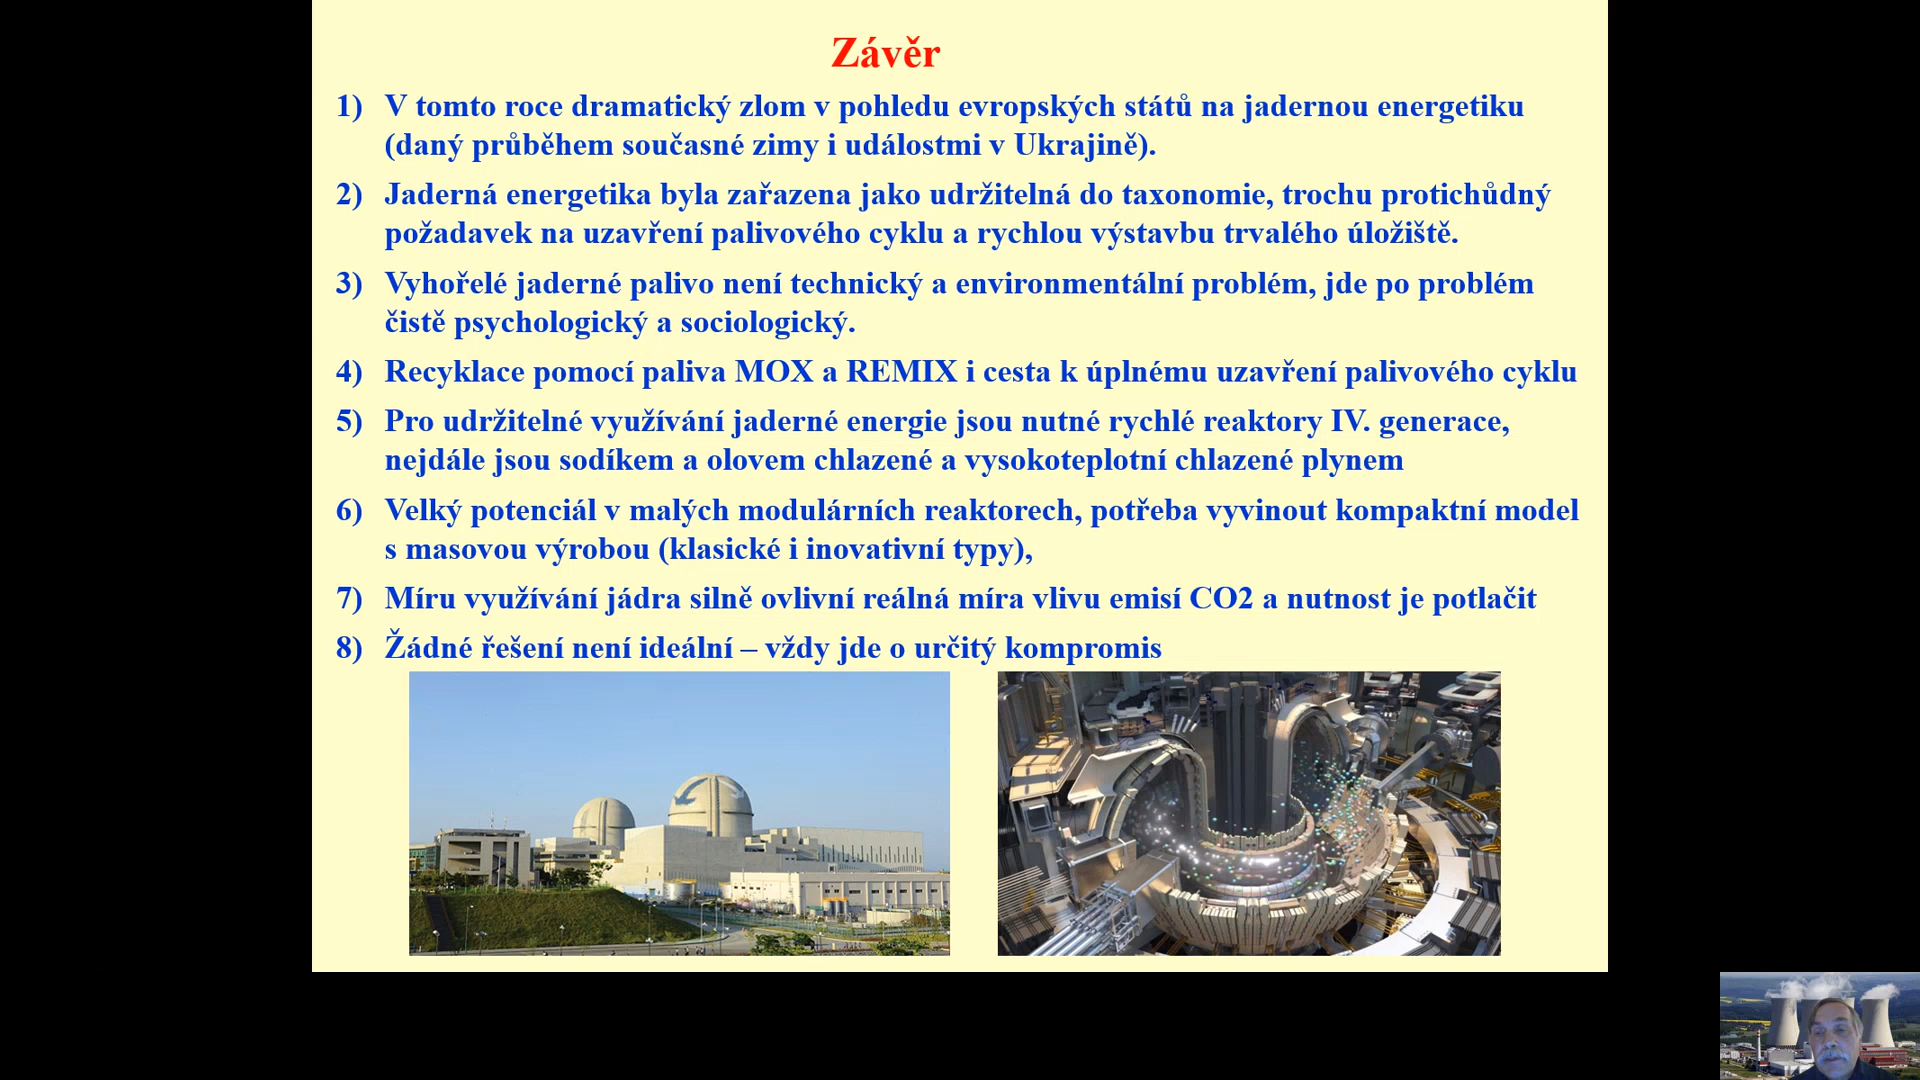 Závěr
1) V tomto roce dramatický zlom v pohledu evropských států na jadernou energetiku
(daný průběhem současné zimy i událostmi v Ukrajině).
2) Jaderná energetika byla zařazena jako udržitelná do taxonomie, trochu protichůdný
požadavek na uzavření palivového cyklu a rychlou výstavbu trvalého úložiště.
3) Vyhořelé jaderné palivo není technický a environmentální problém, jde po problém
čistě psychologický a sociologický.
4) Recyklace pomocí paliva MOX a REMIX i cesta k úplnému uzavření palivového cyklu
5) Pro udržitelné využívání jaderné energie jsou nutné rychlé reaktory IV. generace,
nejdále jsou sodíkem a olovem chlazené a vysokoteplotní chlazené plynem
6) Velký potenciál v malých modulárních reaktorech, potřeba vyvinout kompaktní model
s masovou výrobou (klasické i inovativní typy),
7) Míru využívání jádra silně ovlivní reálná míra vlivu emisí CO2 a nutnost je potlačit
8) Žádné řešení není ideální – vždy jde o určitý kompromis